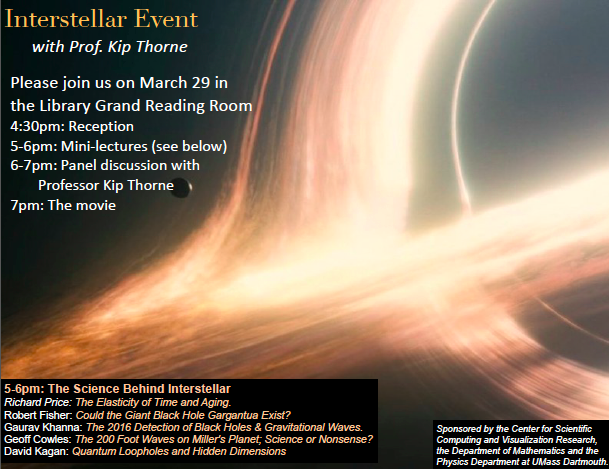 Interstellar Event
with Prof. Kip Thorne
Please join us on March 29 in
the Library Grand Reading Room
4:30pm: Reception
5-6pm: Mini-lectures (see below)
6-7pm: Panel discussion with
Professor Kip Thorne
7pm: The movie
5-6pm: The Science Behind Interstellar
Richard Price: The Elasticity of Time and Aging.
Robert Fisher: Could the Giant Black Hole Gargantua Exist?
Gaurav Khanna: The 2016 Detection of Black Holes & Gravitational Waves.
Geoff Cowles: The 200 Foot Waves on Miller's Planet; Science or Nonsense?
David Kagan: Quantum Loopholes and Hidden Dimensions
Sponsored by the Center for Scientific
Computing and Visualization Research,
the Department of Mathematics and the
Physics Department at UMass Dartmouth.